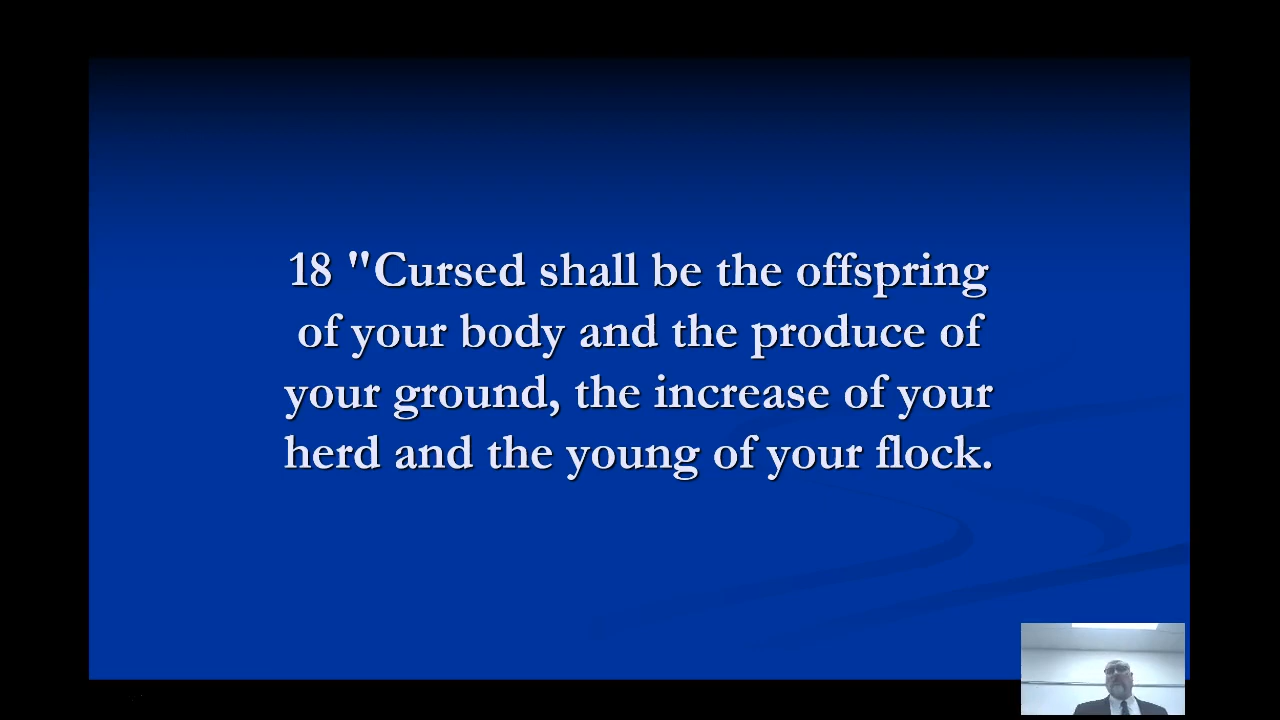 18 "Cursed shall be the offspring
of your body and the produce of
your ground, the increase of your
herd and the young of your flock.